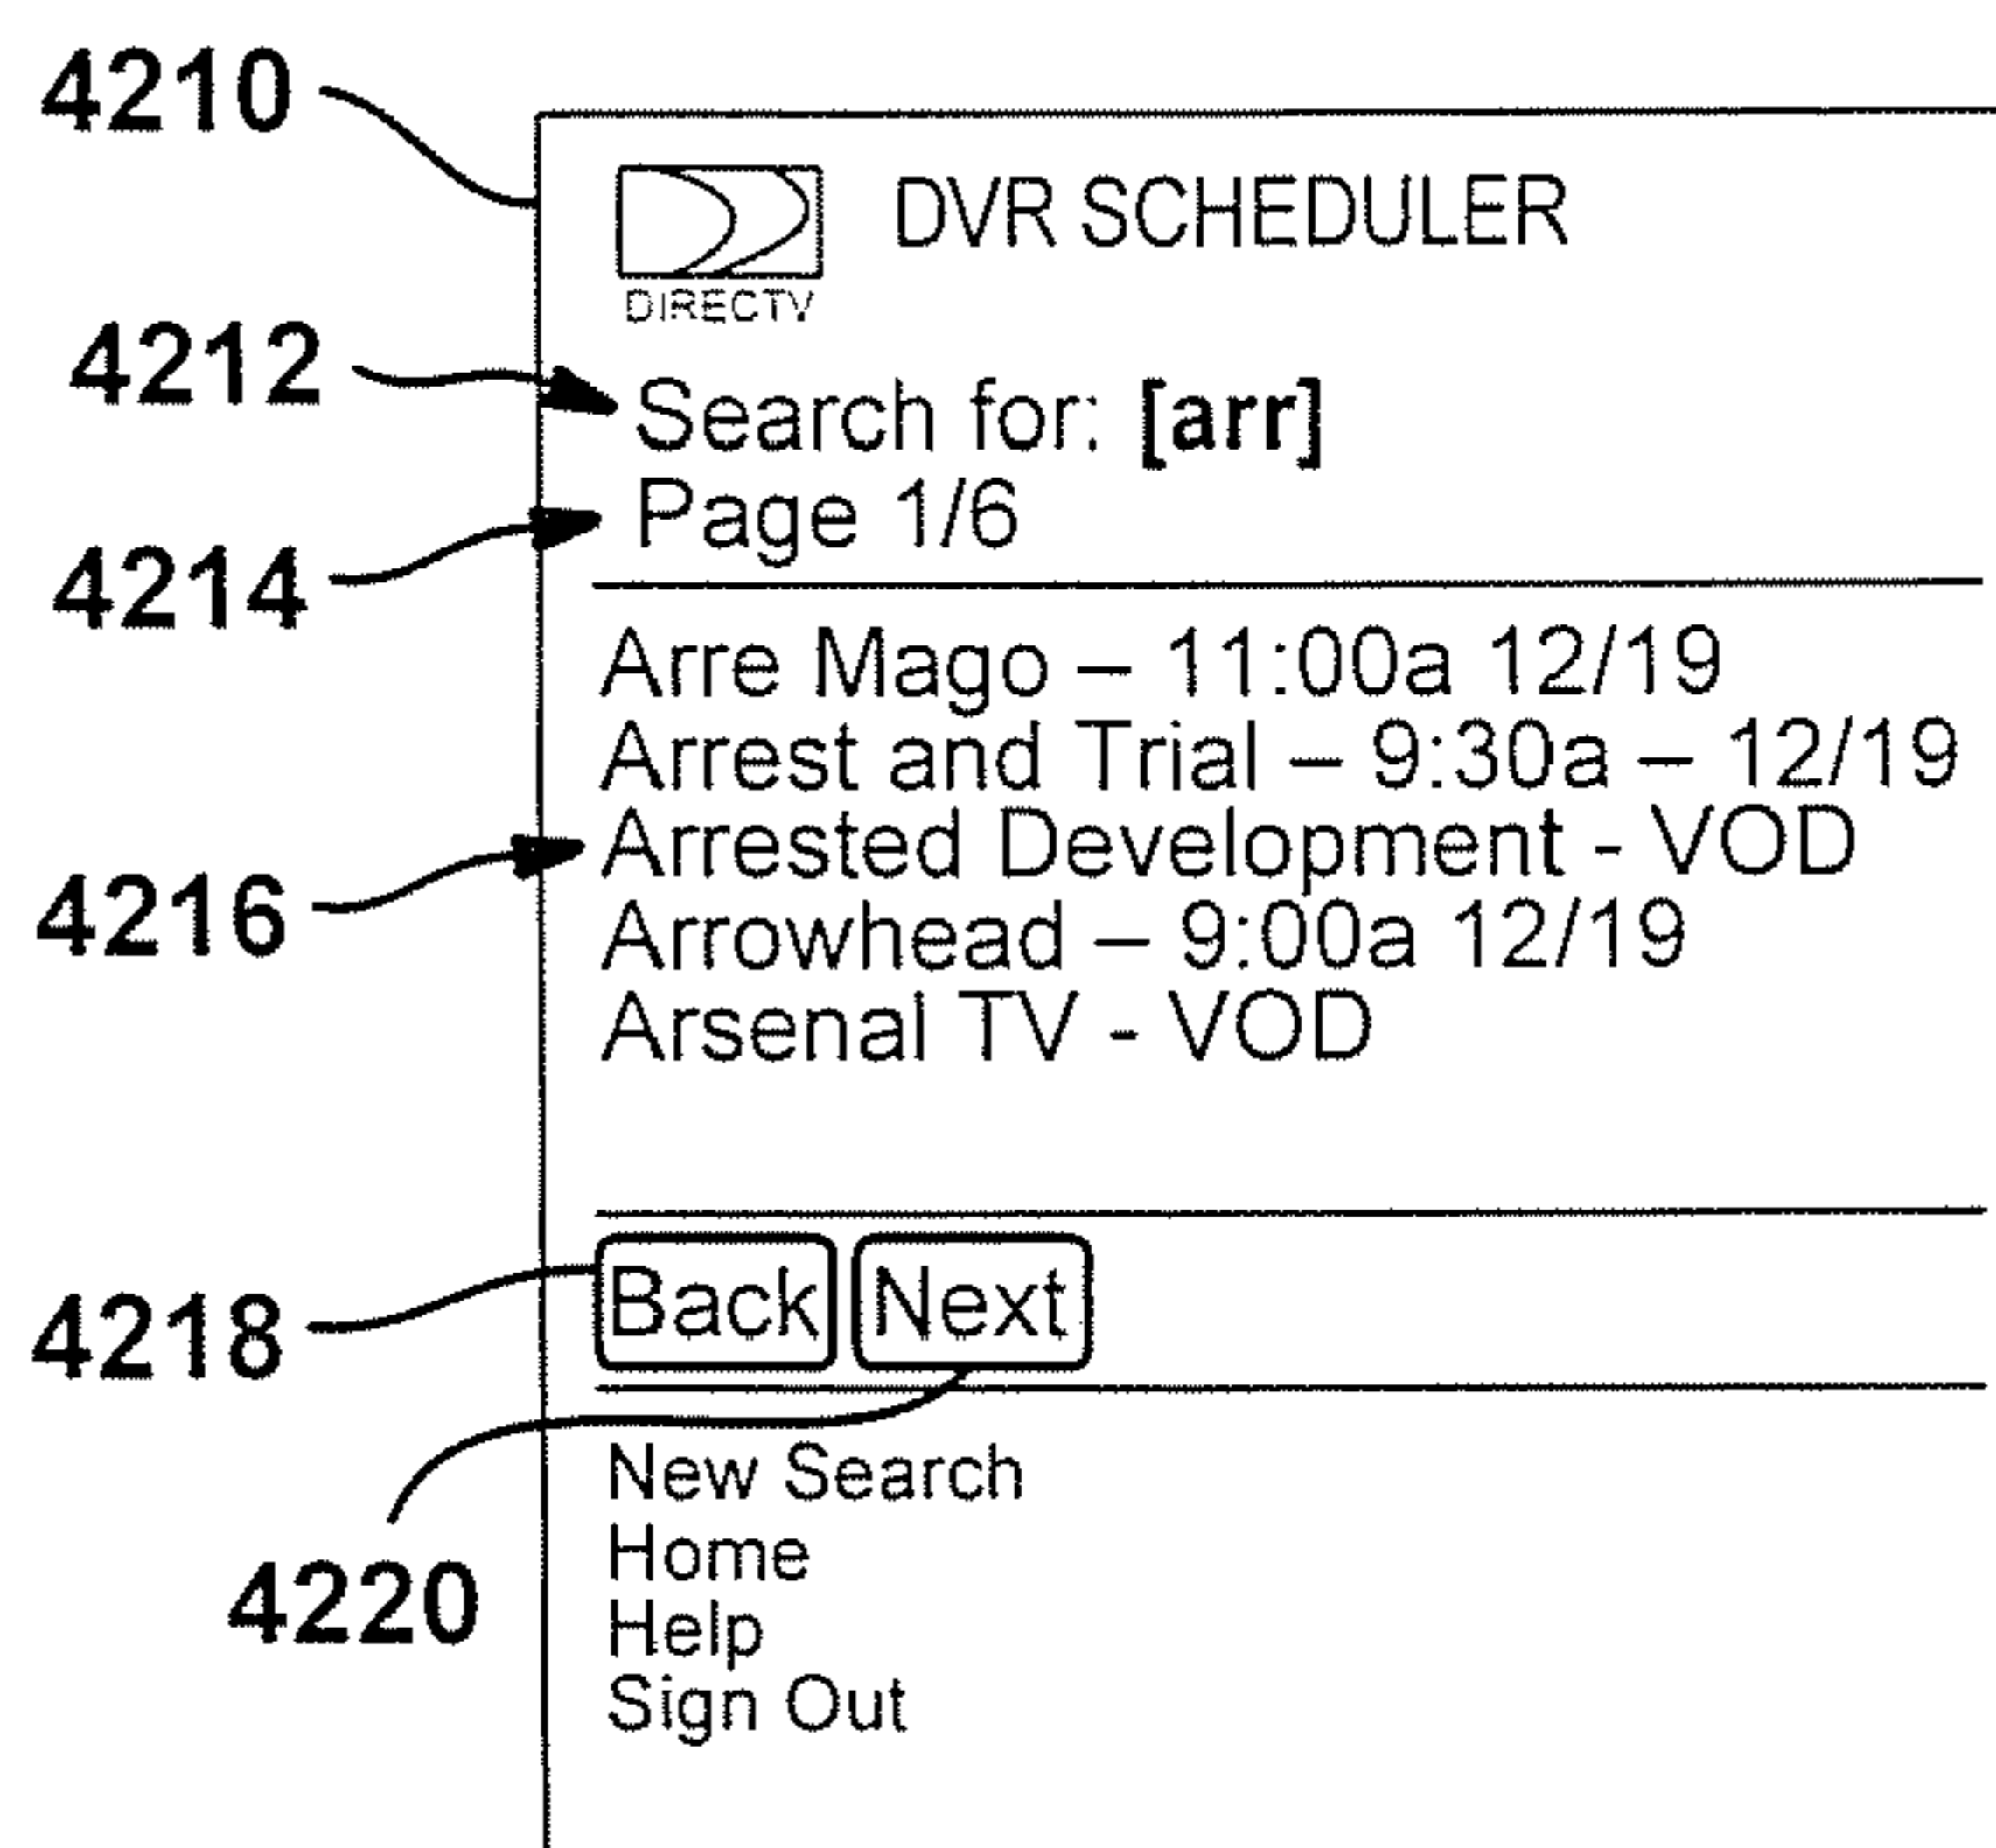 4210
DVR SCHEDULER
DIRECTV
4212
Search for: [arr]
4214
Page 1/6
Arre Mago – 11:00a 12/19
Arrest and Trial – 9:30a – 12/19
4216
Arrested Development - VOD
Arrowhead – 9:00a 12/19
Arsenal TV - VOD
4218
Back Next
4220
New Search
Home
Help
Sign Out